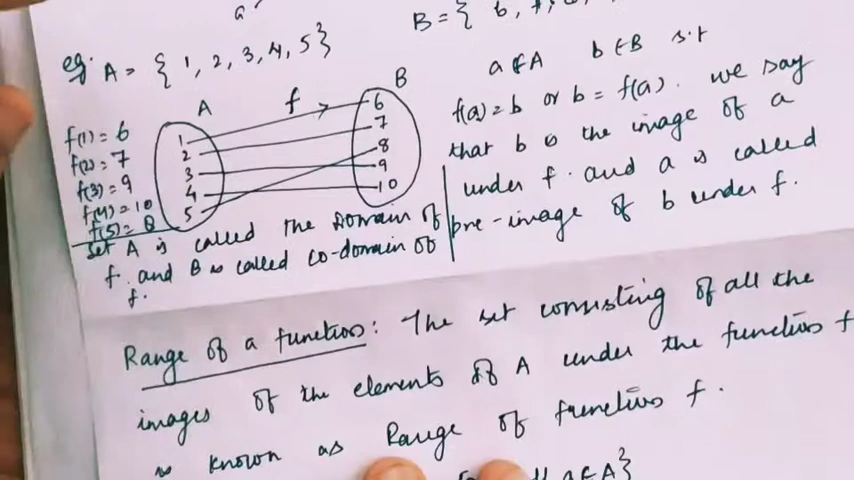 a
B = { 6, 7,
eg. A = { 1, 2, 3, 4, 5 }
a ∈ A b ∈ B s.t
f(a) = b or b = f(a). we say
that b is the image of a
under f. and a is called
pre-image of b under f.
A f B
1 6
2 7
3 8
4 9
5 10
f(1) = 6
f(2) = 7
f(3) = 9
f(4) = 10
f(5) = 8
Set A is called the Domain of
f. and B is called co-domain of
f.
Range of a function: The set consisting of all the
images of the elements of A under the function f
is known as Range of function f.
a ∈ A}